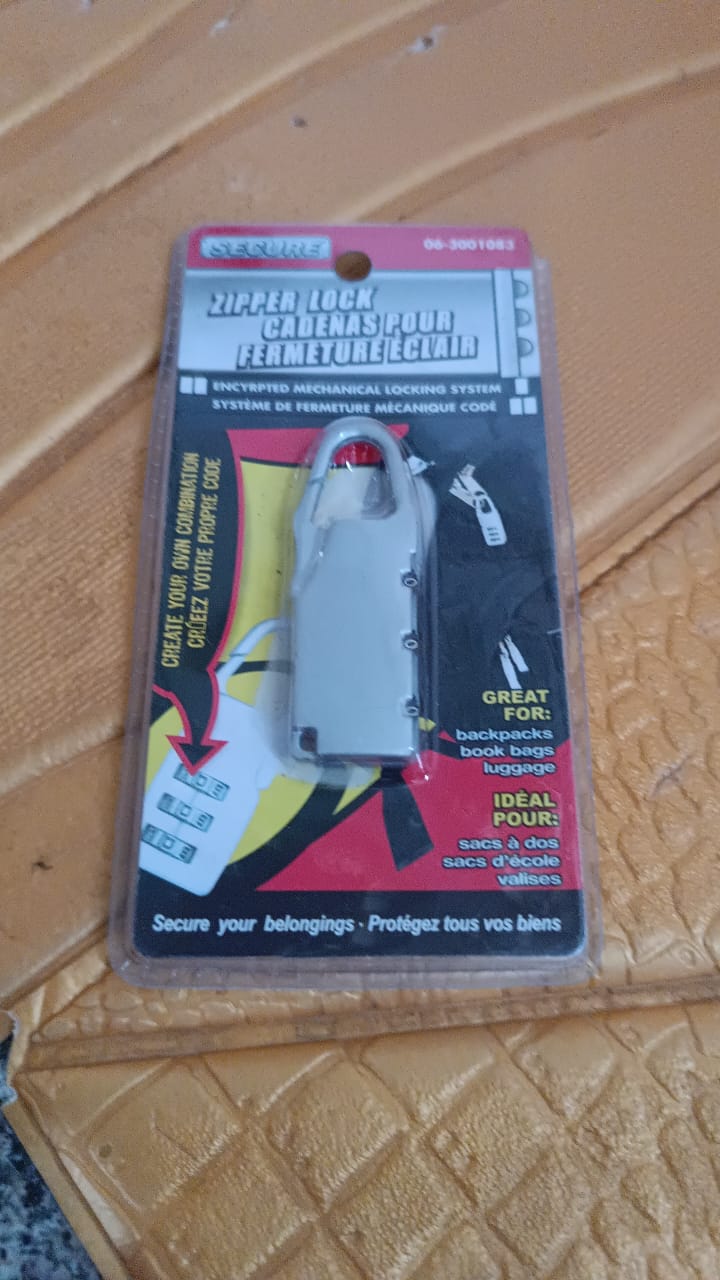 SECURE
06-3001083
ZIPPER LOCK
CADENAS POUR
FERMETURE ÉCLAIR
ENCYRPTED MECHANICAL LOCKING SYSTEM
SYSTÈME DE FERMETURE MÉCANIQUE CODÉ
CREATE YOUR OWN COMBINATION
CRÚEEZ VOTRE PROPRE CODE
GREAT
FOR:
backpacks
book bags
luggage
IDÉAL
POUR:
sacs à dos
sacs d'école
valises
Secure your belongings · Protégez tous vos biens